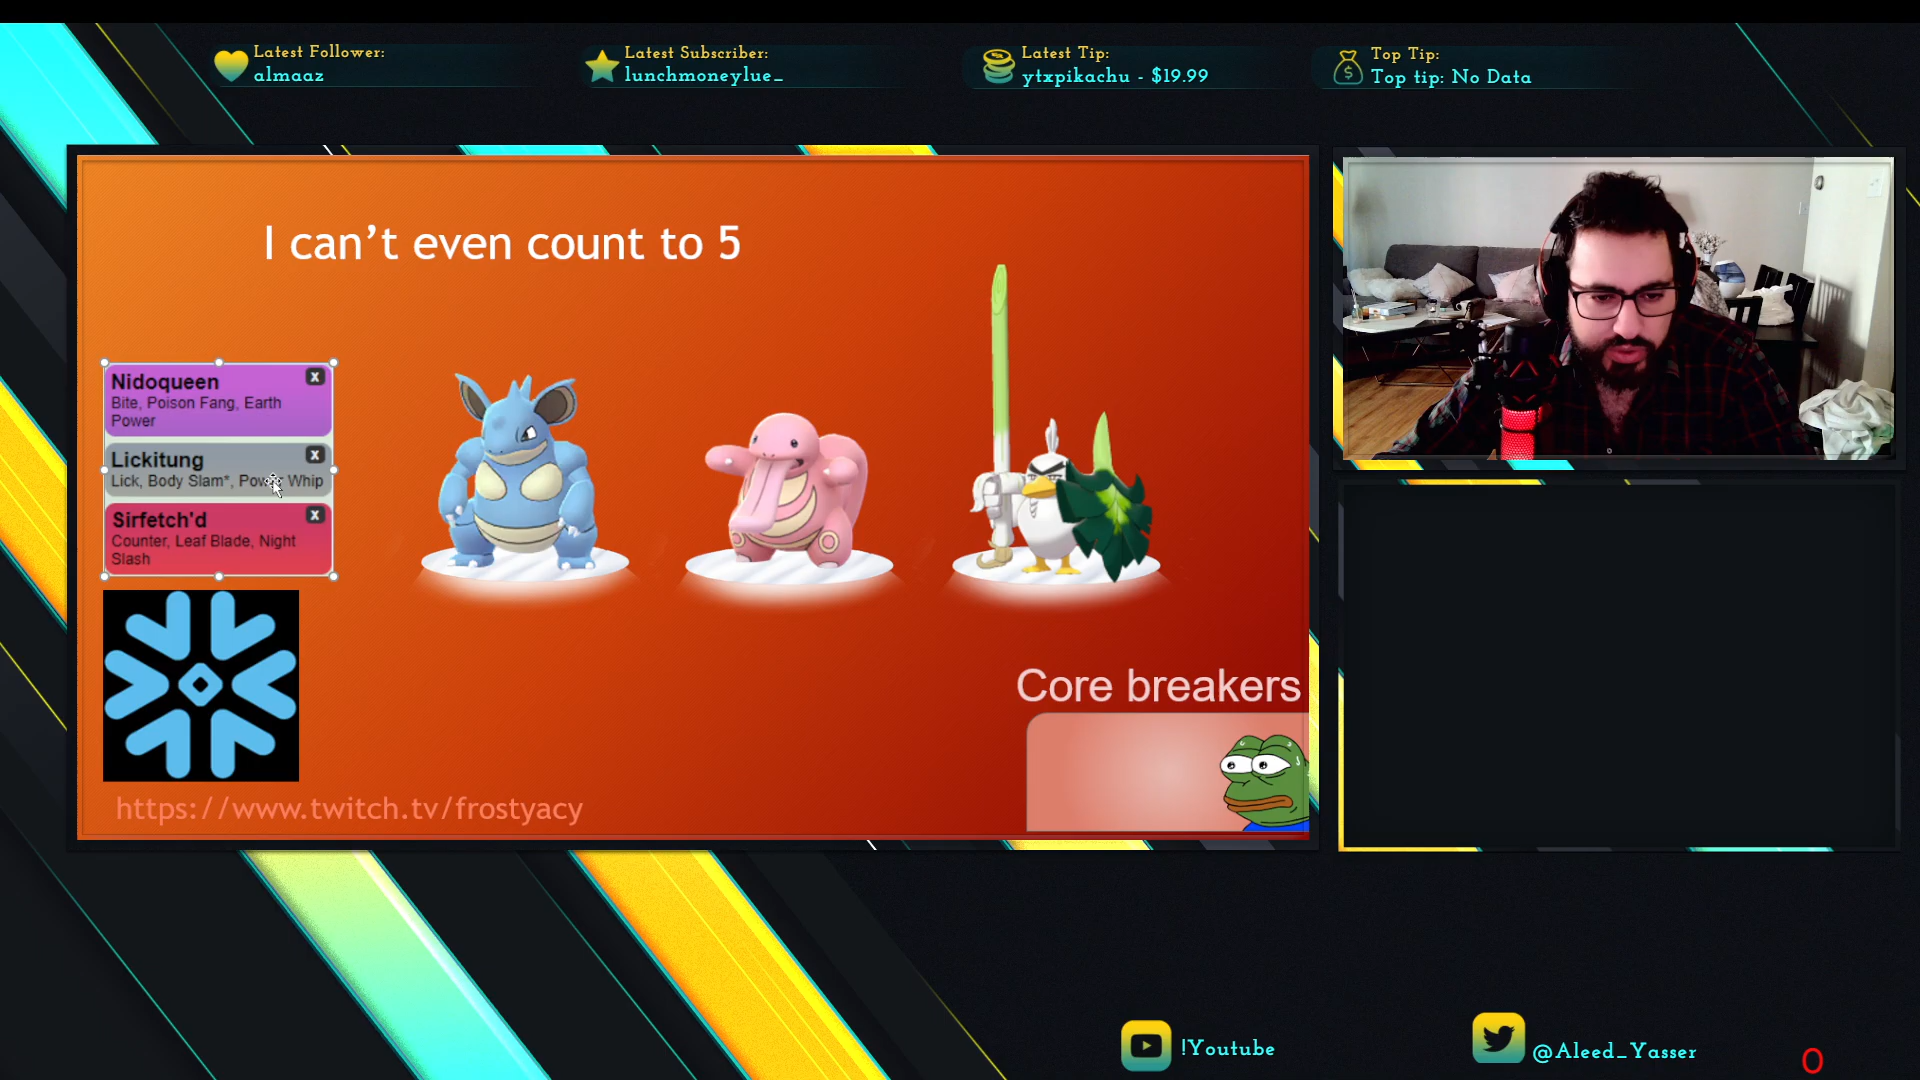 Latest Follower:
almaaz
Latest Subscriber:
lunchmoneylue_
Latest Tip:
ytxpikachu - $19.99
Top Tip:
Top tip: No Data
I can't even count to 5
Nidoqueen
Bite, Poison Fang, Earth
Power
Lickitung
Lick, Body Slam*, Power Whip
Sirfetch'd
Counter, Leaf Blade, Night
Slash
Core breakers
https://www.twitch.tv/frostyacy
!Youtube
@Aleed_Yasser
0